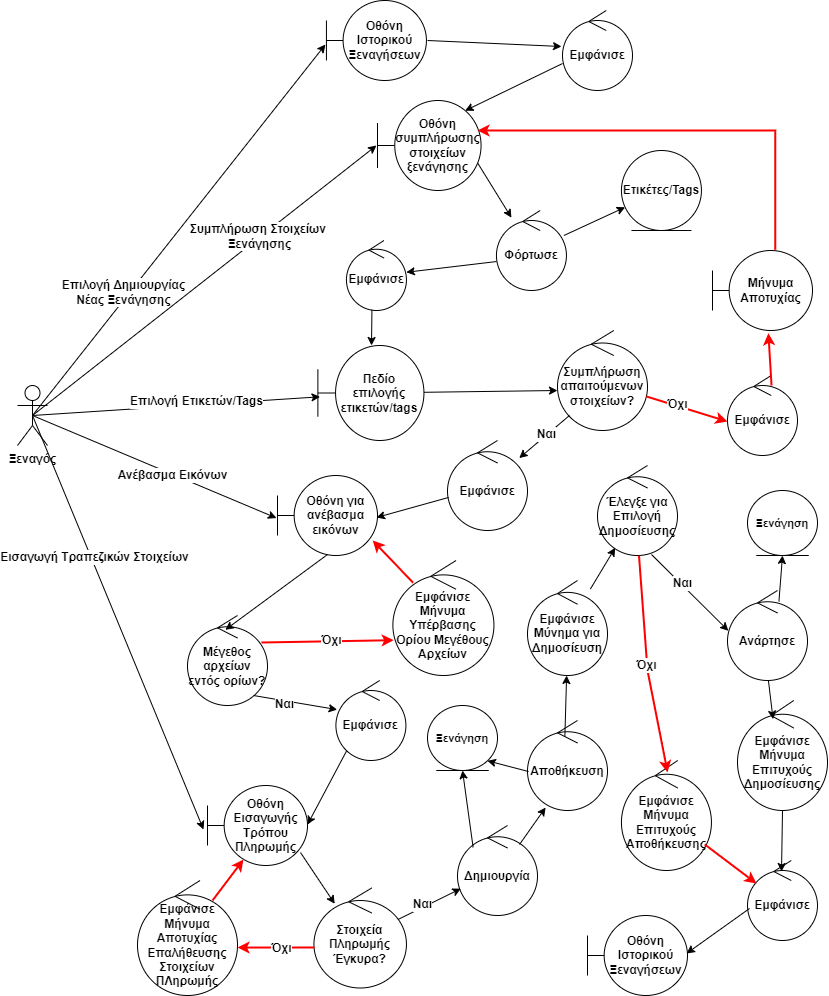 Οθόνη
Ιστορικού
Ξεναγήσεων
Εμφάνισε
Οθόνη
συμπλήρωσης
στοιχείων
ξενάγησης
Ετικέτες/Tags
Συμπλήρωση Στοιχείων
Ξενάγησης
Φόρτωσε
Εμφάνισε
Επιλογή Δημιουργίας
Νέας Ξενάγησης
Μήνυμα
Αποτυχίας
Πεδίο
επιλογής
ετικετών/tags
Συμπλήρωση
απαιτούμενων
στοιχείων?
Επιλογή Ετικετών/Tags
Όχι
Εμφάνισε
Ξεναγός
Ναι
Ανέβασμα Εικόνων
Εμφάνισε
Οθόνη για
ανέβασμα
εικόνων
Έλεγξε για
Επιλογή
Δημοσίευσης
Ξενάγηση
Εισαγωγή Τραπεζικών Στοιχείων
Ναι
Εμφάνισε
Μήνυμα
Υπέρβασης
Ορίου Μεγέθους
Αρχείων
Εμφάνισε
Μύνημα για
Δημοσίευση
Ανάρτησε
Όχι
Μέγεθος
αρχείων
εντός ορίων?
Όχι
Ναι
Εμφάνισε
Ξενάγηση
Αποθήκευση
Εμφάνισε
Μήνυμα
Επιτυχούς
Δημοσίευσης
Οθόνη
Εισαγωγής
Τρόπου
Πληρωμής
Εμφάνισε
Μήνυμα
Επιτυχούς
Αποθήκευσης
Δημιουργία
Ναι
Εμφάνισε
Εμφάνισε
Μήνυμα
Αποτυχίας
Επαλήθευσης
Στοιχείων
Πληρωμής
Όχι
Στοιχεία
Πληρωμής
Έγκυρα?
Οθόνη
Ιστορικού
Ξεναγήσεων